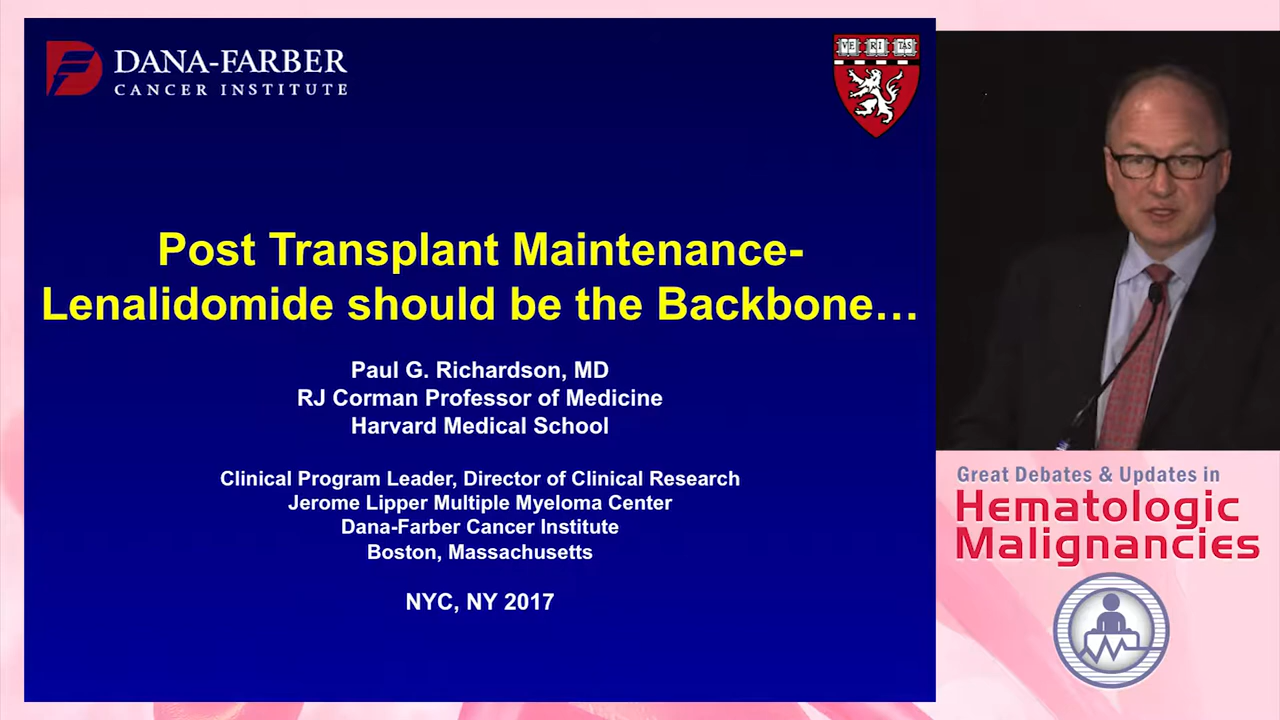 DANA-FARBER
CANCER INSTITUTE
VE RI TAS
Post Transplant Maintenance-
Lenalidomide should be the Backbone…
Paul G. Richardson, MD
RJ Corman Professor of Medicine
Harvard Medical School
Clinical Program Leader, Director of Clinical Research
Jerome Lipper Multiple Myeloma Center
Dana-Farber Cancer Institute
Boston, Massachusetts
NYC, NY 2017
Great Debates & Updates in
Hematologic
Malignancies